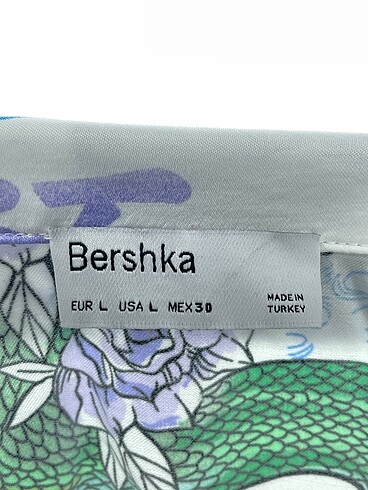 Bershka
EUR L USA L MEX 30
MADE IN
TURKEY